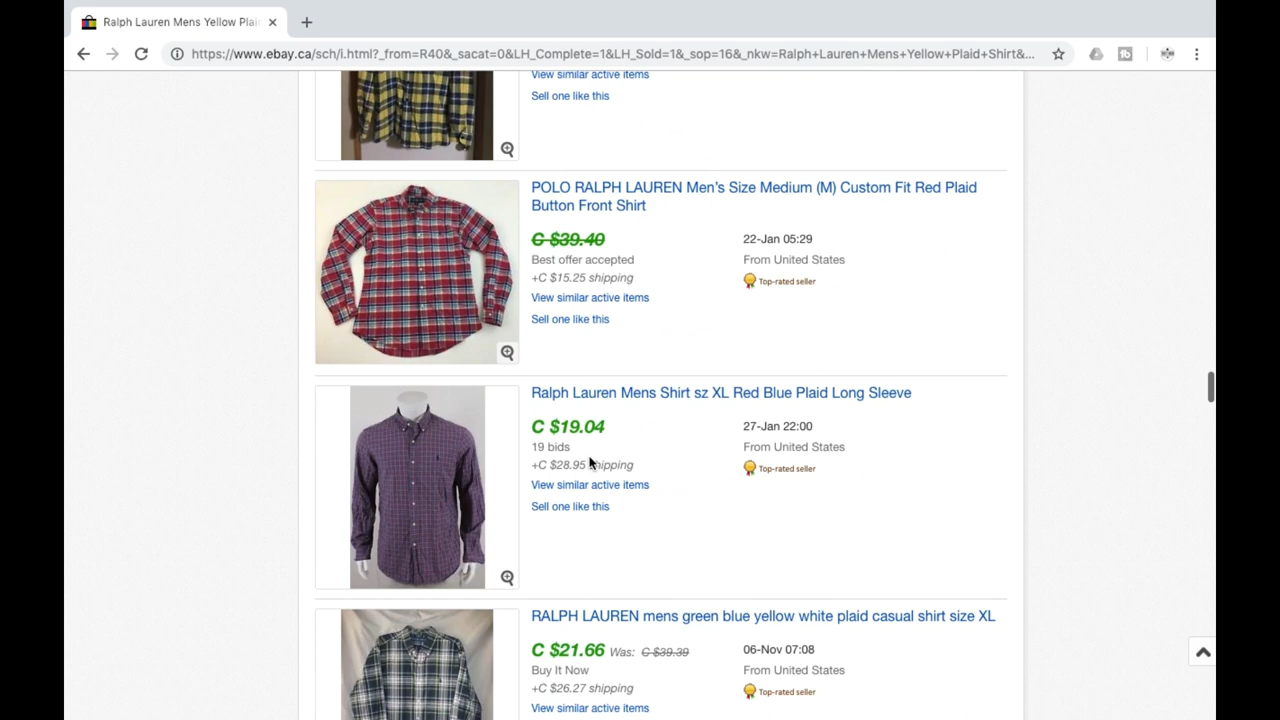 Ralph Lauren Mens Yellow Plai
https://www.ebay.ca/sch/i.html?_from=R40&_sacat=0&LH_Complete=1&LH_Sold=1&_sop=16&_nkw=Ralph+Lauren+Mens+Yellow+Plaid+Shirt&...
View similar active items
Sell one like this
POLO RALPH LAUREN Men's Size Medium (M) Custom Fit Red Plaid
Button Front Shirt
C $39.40
22-Jan 05:29
Best offer accepted
From United States
+C $15.25 shipping
Top-rated seller
View similar active items
Sell one like this
Ralph Lauren Mens Shirt sz XL Red Blue Plaid Long Sleeve
C $19.04
27-Jan 22:00
19 bids
From United States
+C $28.95 shipping
Top-rated seller
View similar active items
Sell one like this
RALPH LAUREN mens green blue yellow white plaid casual shirt size XL
C $21.66 Was: C $39.39
06-Nov 07:08
Buy It Now
From United States
+C $26.27 shipping
Top-rated seller
View similar active items